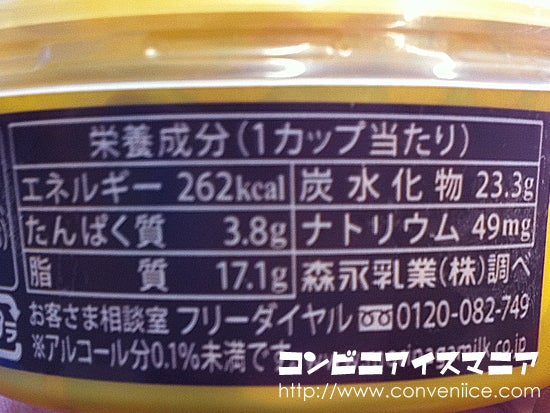 栄養成分(1カップ当たり)
エネルギー 262kcal 炭水化物 23.3g
たんぱく質 3.8g ナトリウム 49mg
脂質 17.1g 森永乳業(株)調べ
お客さま相談室 フリーダイヤル 0120-082-749
※アルコール分0.1%未満です
コンビニアイスマニア
http://www.conveniice.com